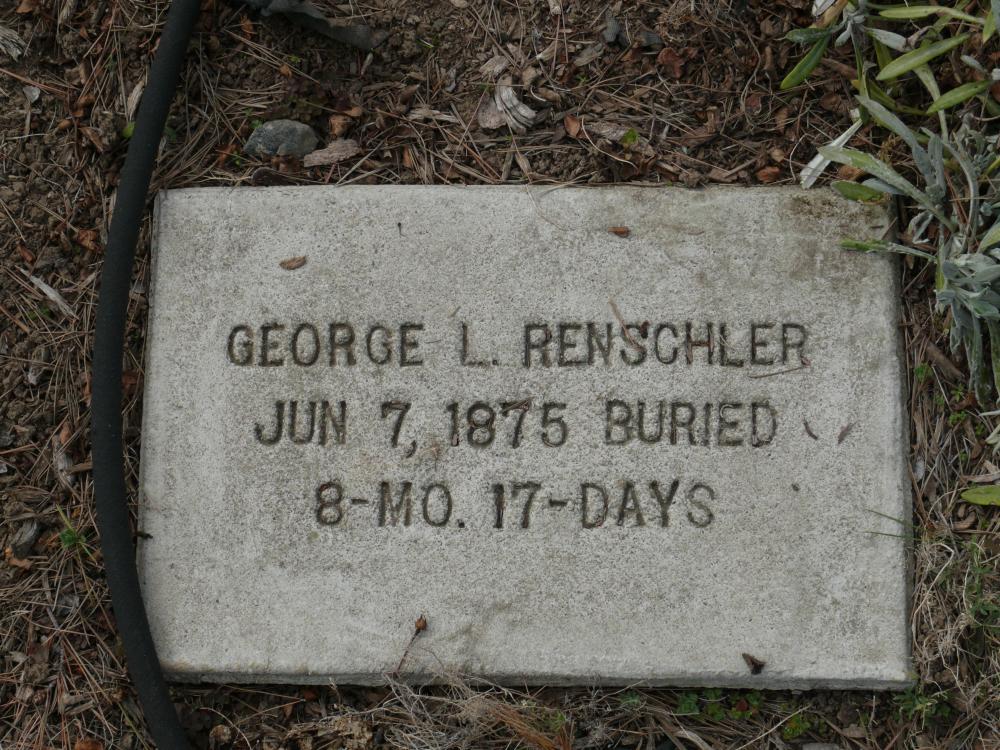 GEORGE L. RENSCHLER
JUN 7, 1875 BURIED
8-MO. 17-DAYS